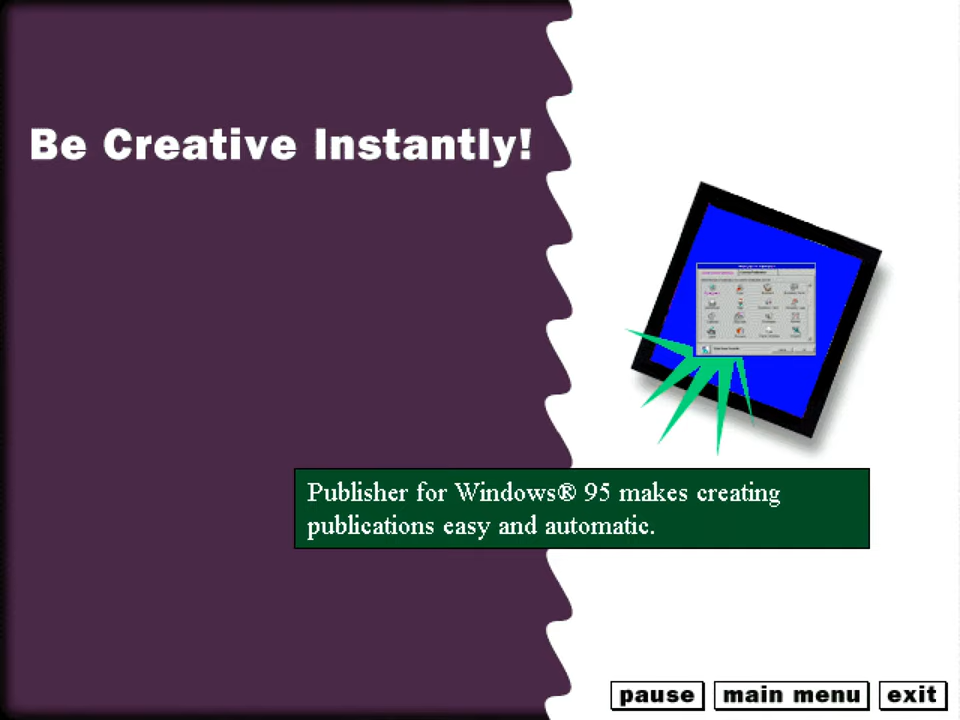 Be Creative Instantly!
Publisher for Windows® 95 makes creating
publications easy and automatic.
pause
main menu
exit